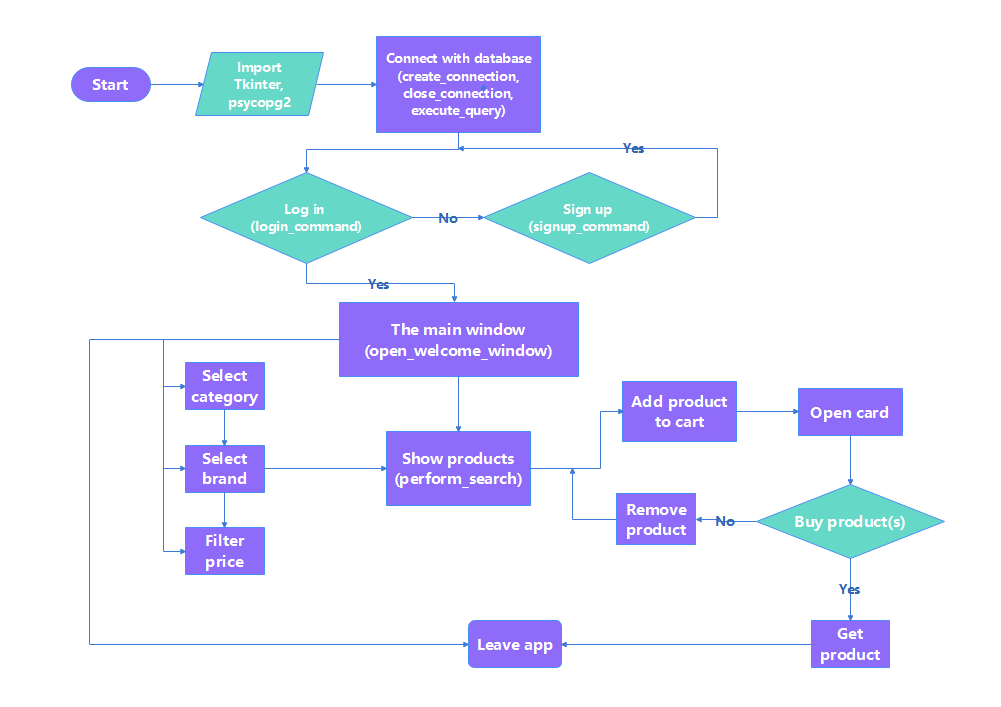 Start
Import
Tkinter,
psycopg2
Connect with database
(create_connection,
close_connection,
execute_query)
Yes
Log in
(login_command)
No
Sign up
(signup_command)
Yes
The main window
(open_welcome_window)
Select
category
Select
brand
Filter
price
Show products
(perform_search)
Add product
to cart
Open card
Remove
product
No
Buy product(s)
Yes
Get
product
Leave app